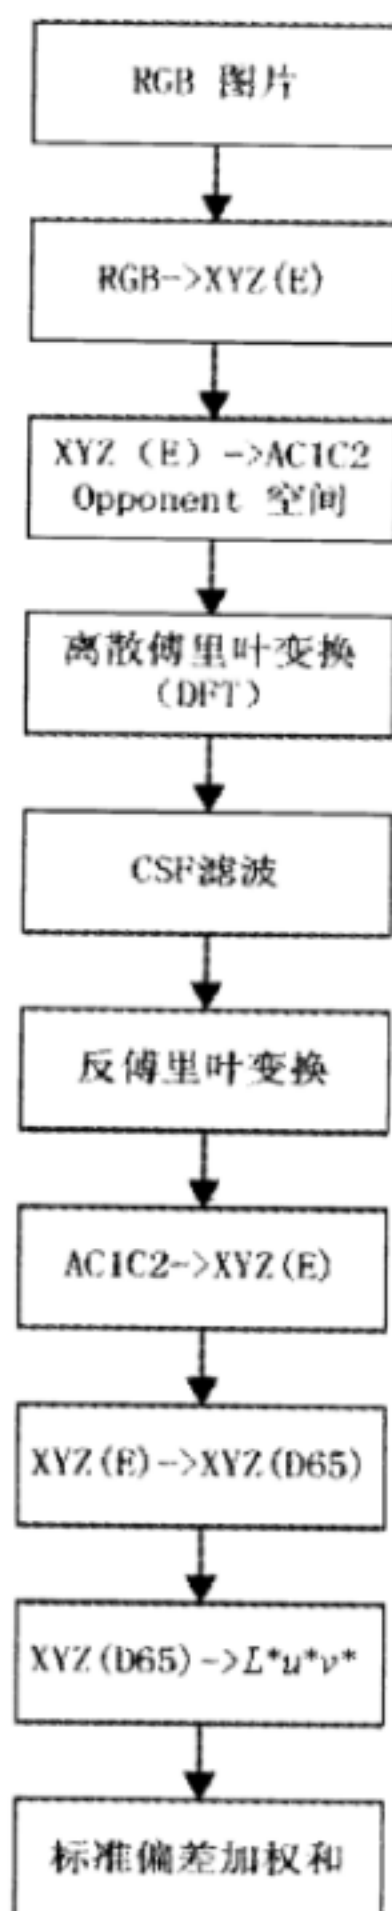 RGB 图片
RGB->XYZ(E)
XYZ (E) ->AC1C2
Opponent 空间
离散傅里叶变换
(DFT)
CSF滤波
反傅里叶变换
AC1C2->XYZ(E)
XYZ(E)->XYZ(D65)
XYZ(D65)->L*u*v*
标准偏差加权和